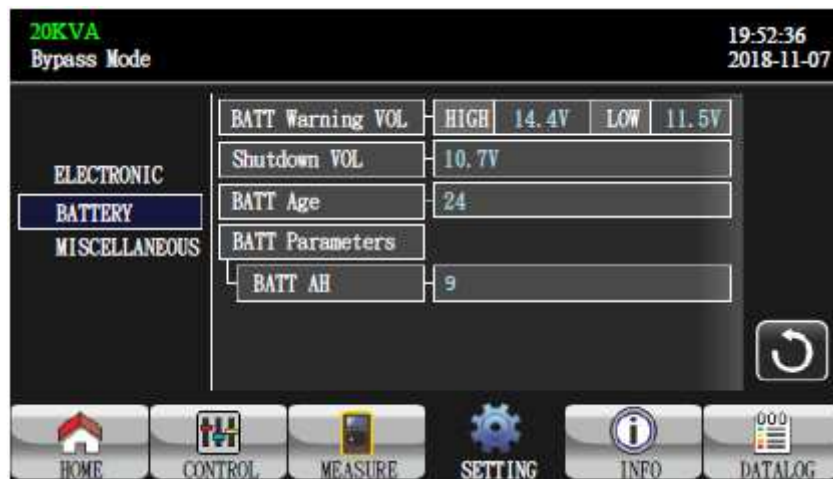 20KVA
Bypass Mode
19:52:36
2018-11-07
ELECTRONIC
BATTERY
MISCELLANEOUS
BATT Warning VOL HIGH 14.4V LOW 11.5V
Shutdown VOL 10.7V
BATT Age 24
BATT Parameters
BATT AH 9
HOME CONTROL MEASURE SETTING INFO DATALOG